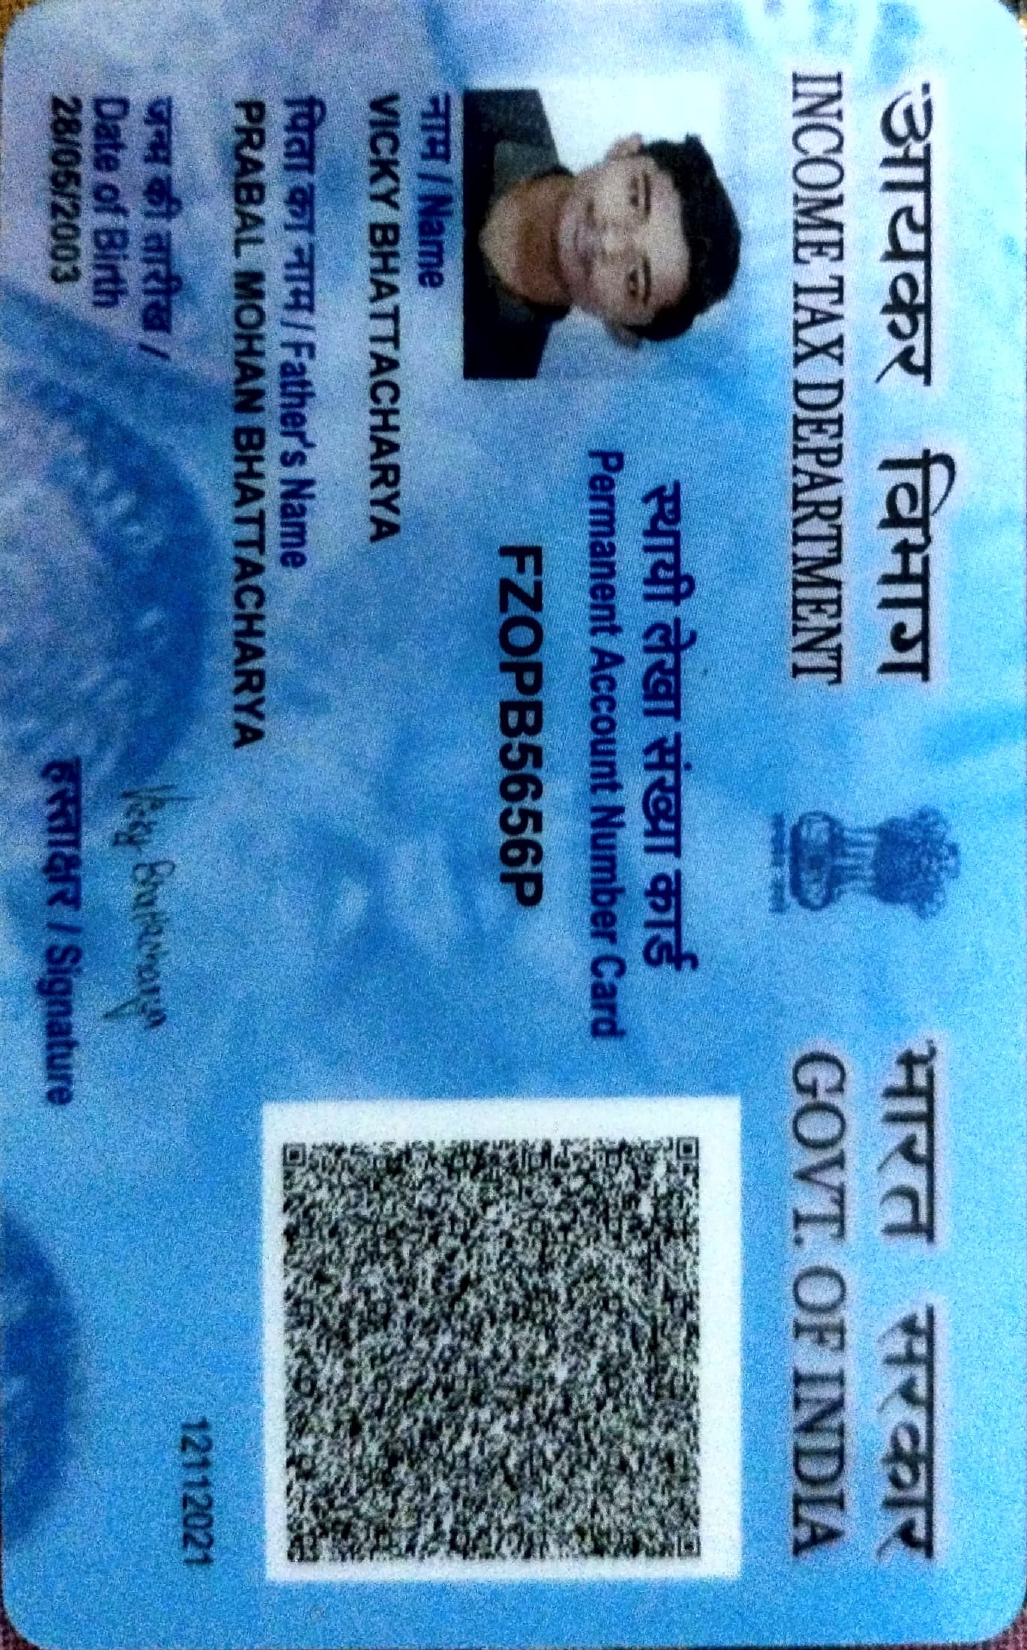 आयकर विभाग
INCOME TAX DEPARTMENT
भारत सरकार
GOVT. OF INDIA
स्थायी लेखा संख्या कार्ड
Permanent Account Number Card
FZOPB5656P
नाम / Name
VICKY BHATTACHARYA
पिता का नाम / Father's Name
PRABAL MOHAN BHATTACHARYA
जन्म की तारीख /
Date of Birth
28/05/2003
Vicky Bhattacharya
हस्ताक्षर / Signature
12112021